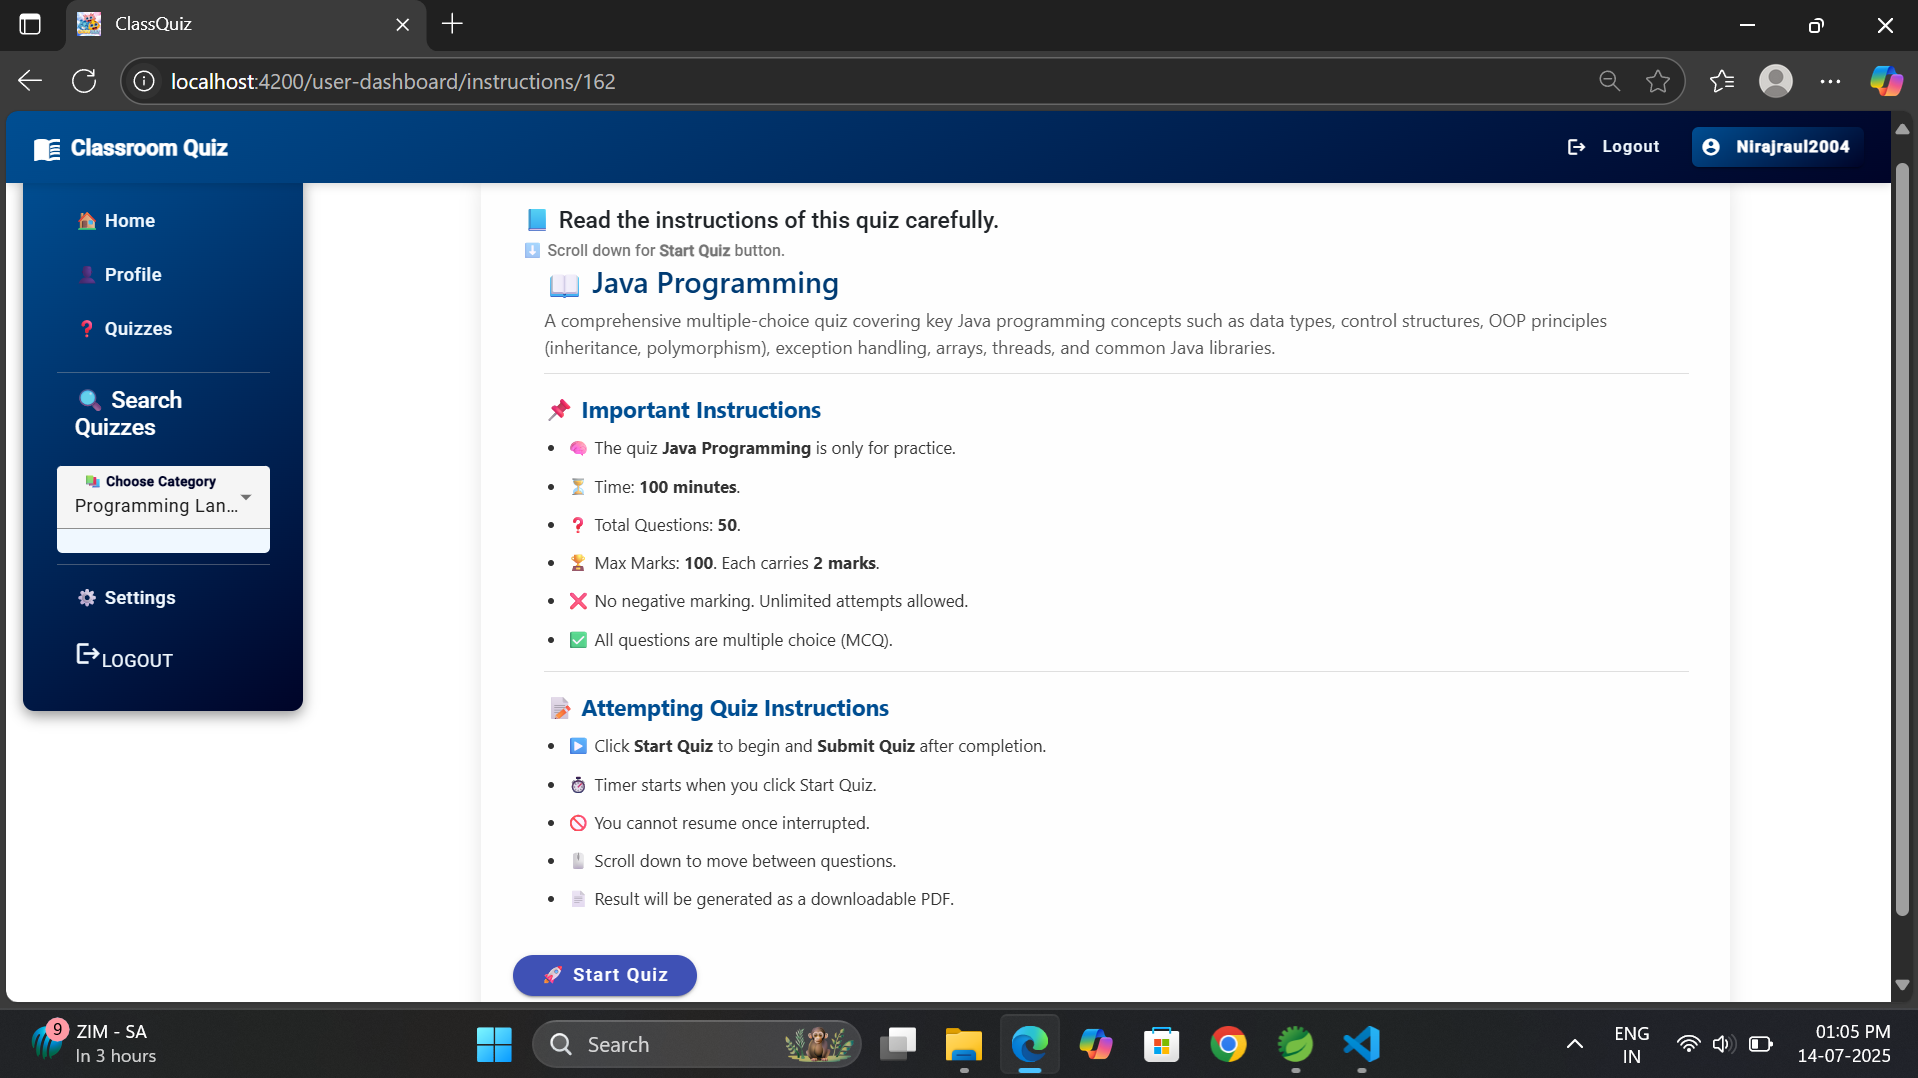 ClassQuiz
localhost:4200/user-dashboard/instructions/162
Classroom Quiz
Logout
Nirajraul2004
Home
Profile
Quizzes
Search
Quizzes
Choose Category
Programming Lan...
Settings
LOGOUT
Read the instructions of this quiz carefully.
Scroll down for Start Quiz button.
Java Programming
A comprehensive multiple-choice quiz covering key Java programming concepts such as data types, control structures, OOP principles
(inheritance, polymorphism), exception handling, arrays, threads, and common Java libraries.
Important Instructions
The quiz Java Programming is only for practice.
Time: 100 minutes.
Total Questions: 50.
Max Marks: 100. Each carries 2 marks.
No negative marking. Unlimited attempts allowed.
All questions are multiple choice (MCQ).
Attempting Quiz Instructions
Click Start Quiz to begin and Submit Quiz after completion.
Timer starts when you click Start Quiz.
You cannot resume once interrupted.
Scroll down to move between questions.
Result will be generated as a downloadable PDF.
Start Quiz
9
ZIM - SA
In 3 hours
Search
ENG
IN
01:05 PM
14-07-2025